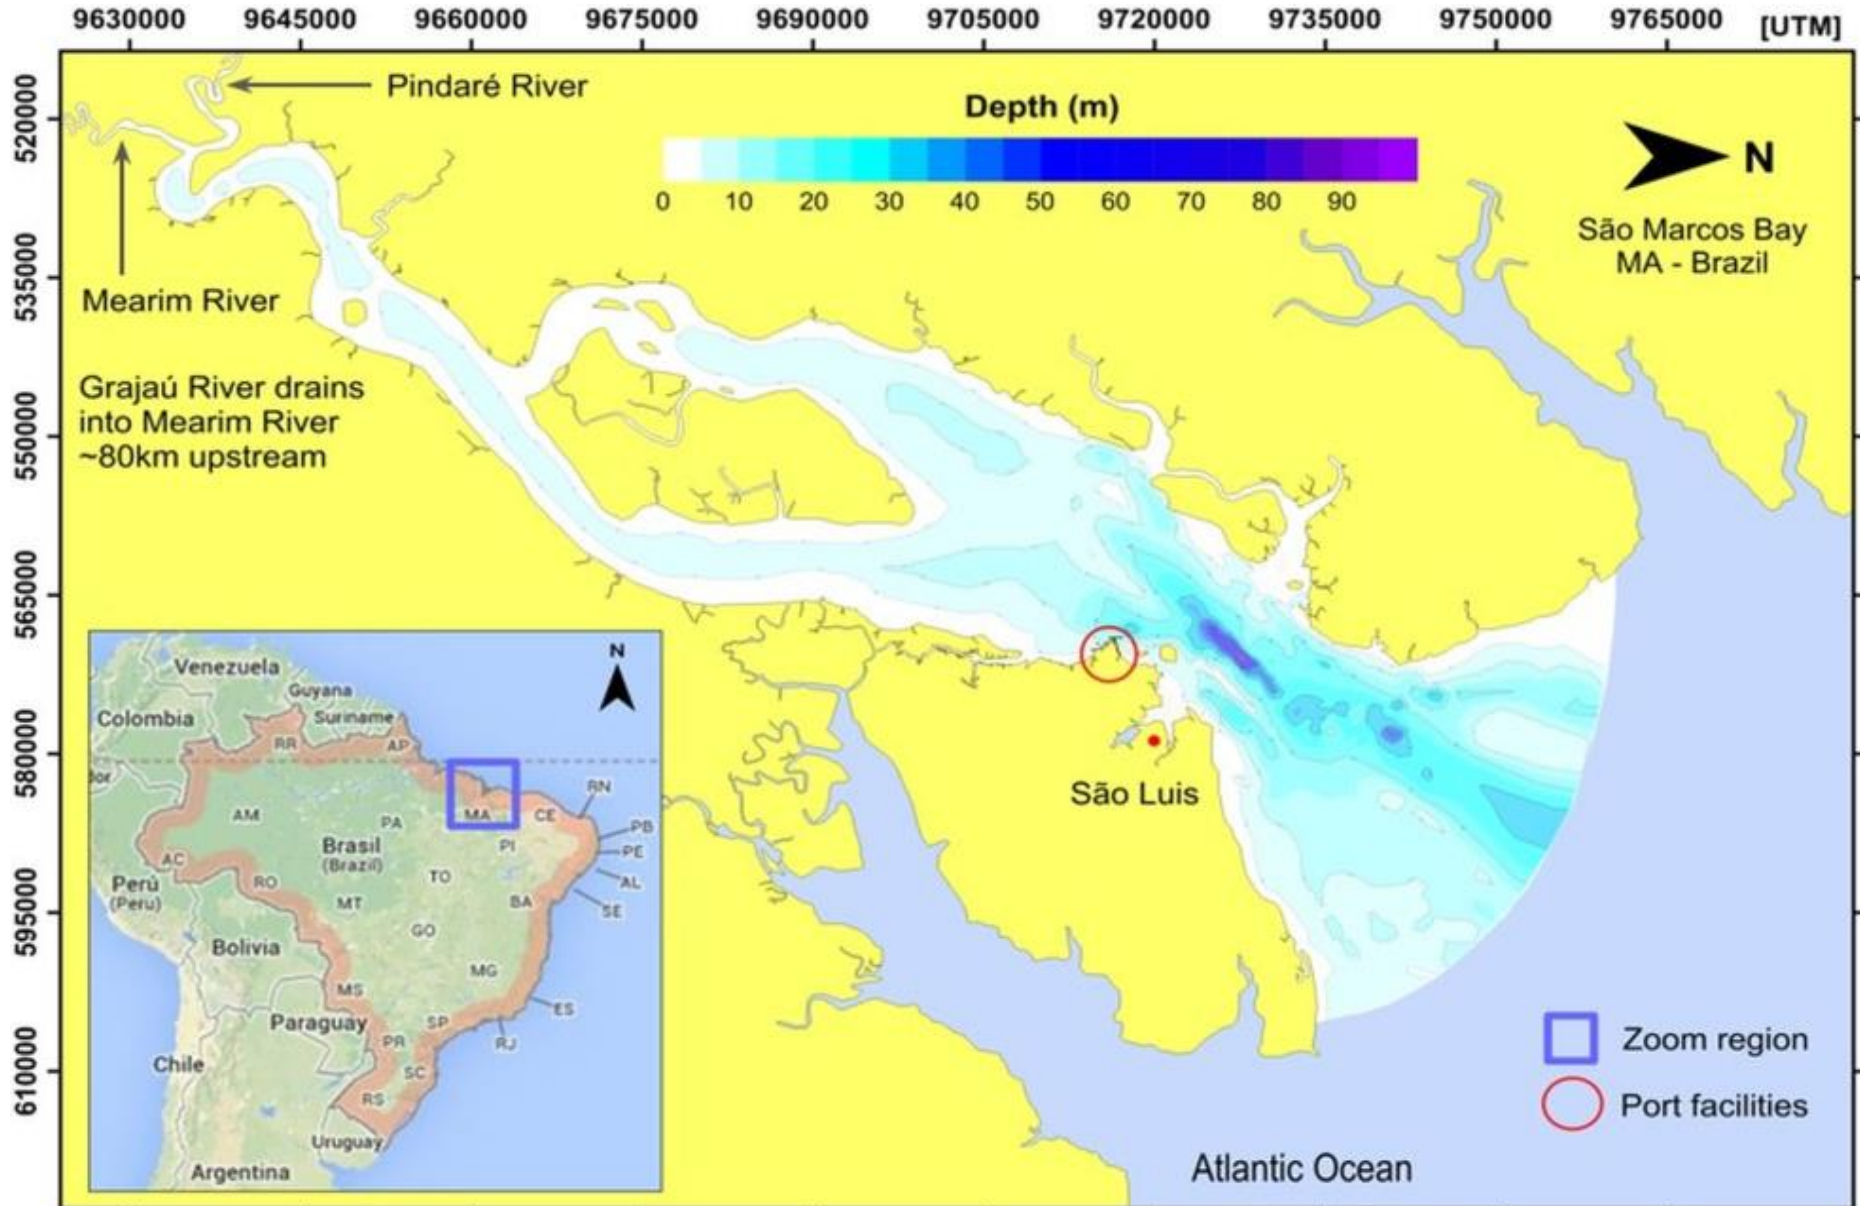 9630000 9645000 9660000 9675000 9690000 9705000 9720000 9735000 9750000 9765000 [UTM]
520000
535000
550000
565000
580000
595000
610000
Pindaré River
Mearim River
Grajaú River drains
into Mearim River
~80km upstream
Depth (m)
0 10 20 30 40 50 60 70 80 90
N
São Marcos Bay
MA - Brazil
São Luis
Zoom region
Port facilities
Atlantic Ocean
N
Venezuela
Guyana
Suriname
Colombia
RR
AP
dor
AM
PA
MA
CE
RN
PB
PE
AL
SE
PI
Brasil
(Brazil)
TO
AC
RO
MT
BA
Perù
(Peru)
GO
Bolivia
MG
MS
ES
SP
RJ
Paraguay
PR
Chile
SC
RS
Uruguay
Argentina